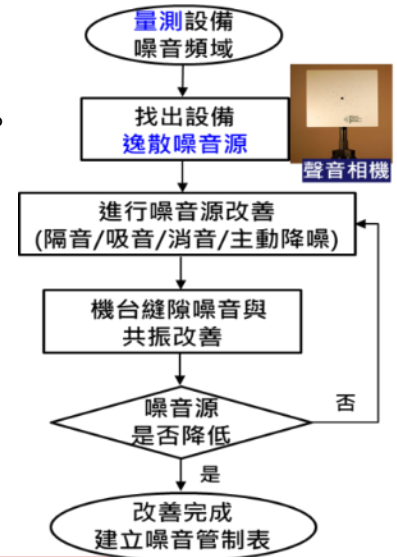 量測設備
噪音頻域
找出設備
逸散噪音源
聲音相機
進行噪音源改善
(隔音/吸音/消音/主動降噪)
機台縫隙噪音與
共振改善
噪音源
是否降低
否
是
改善完成
建立噪音管制表